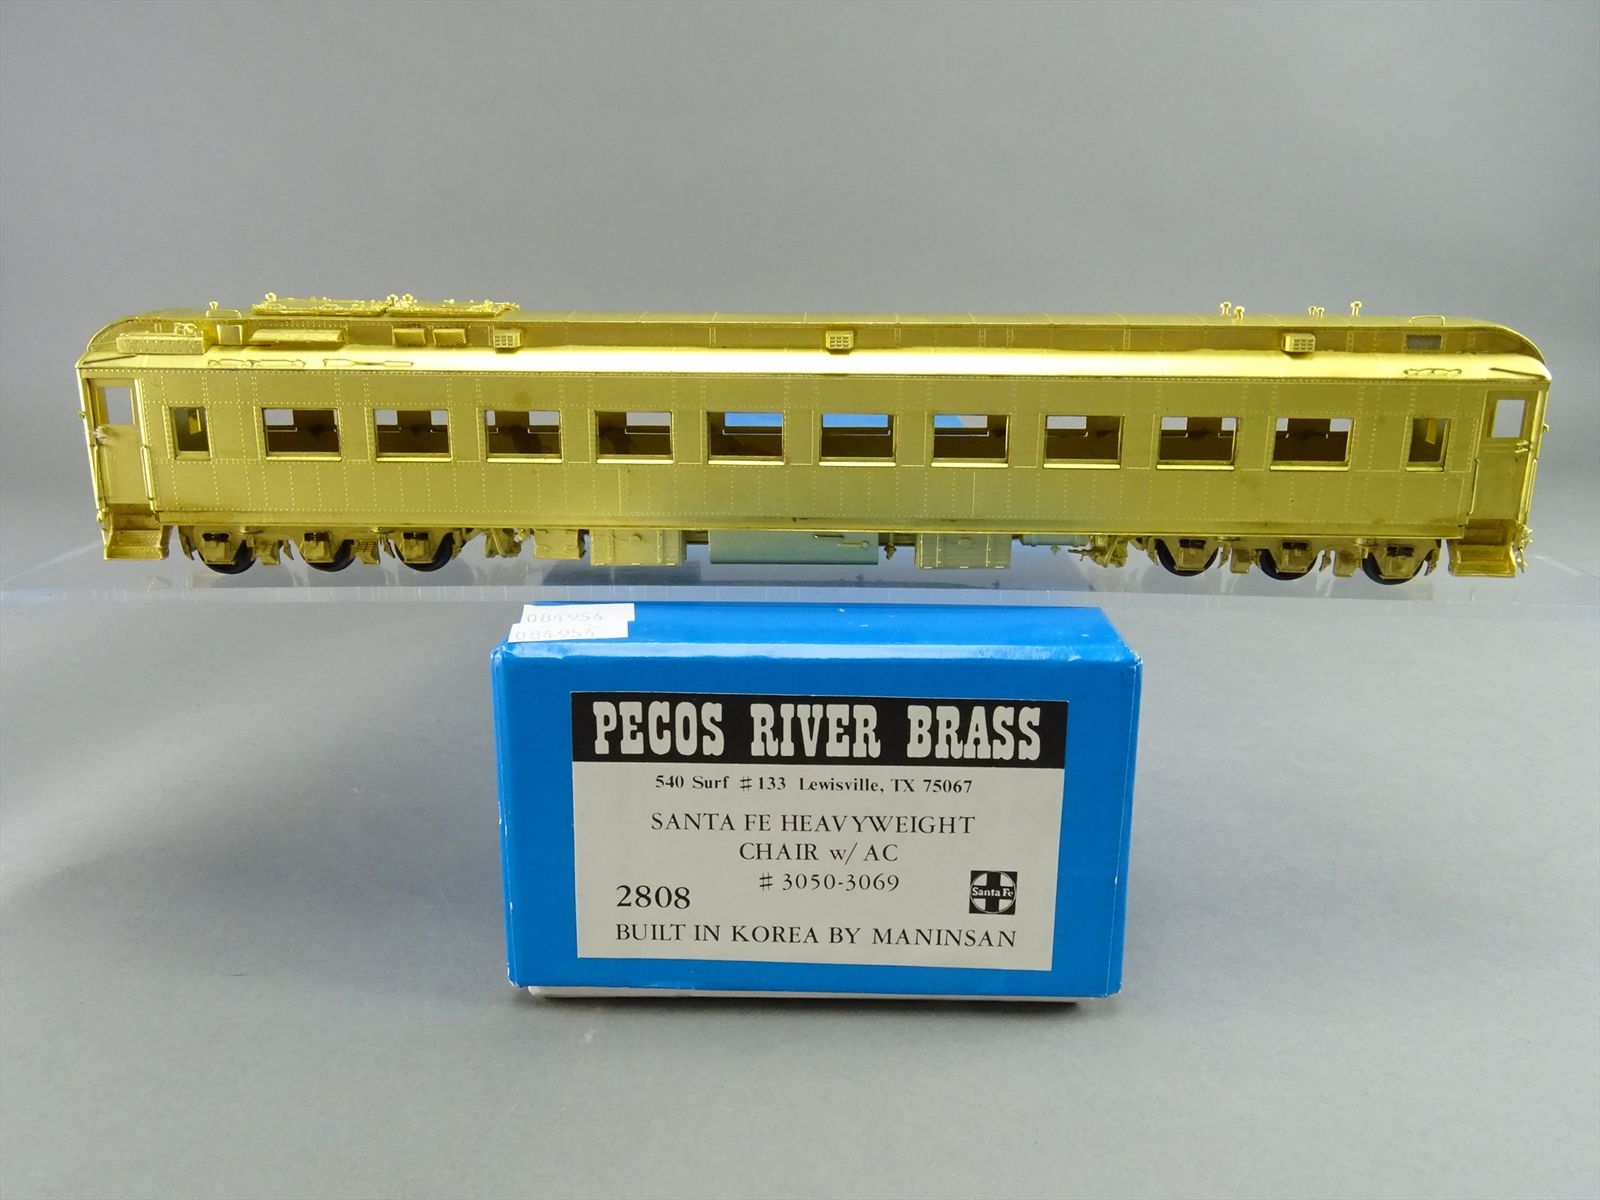 084954
084954
PECOS RIVER BRASS
540 Surf #133 Lewisville, TX 75067
SANTA FE HEAVYWEIGHT
CHAIR w/ AC
# 3050-3069
2808
Santa Fe
BUILT IN KOREA BY MANINSAN